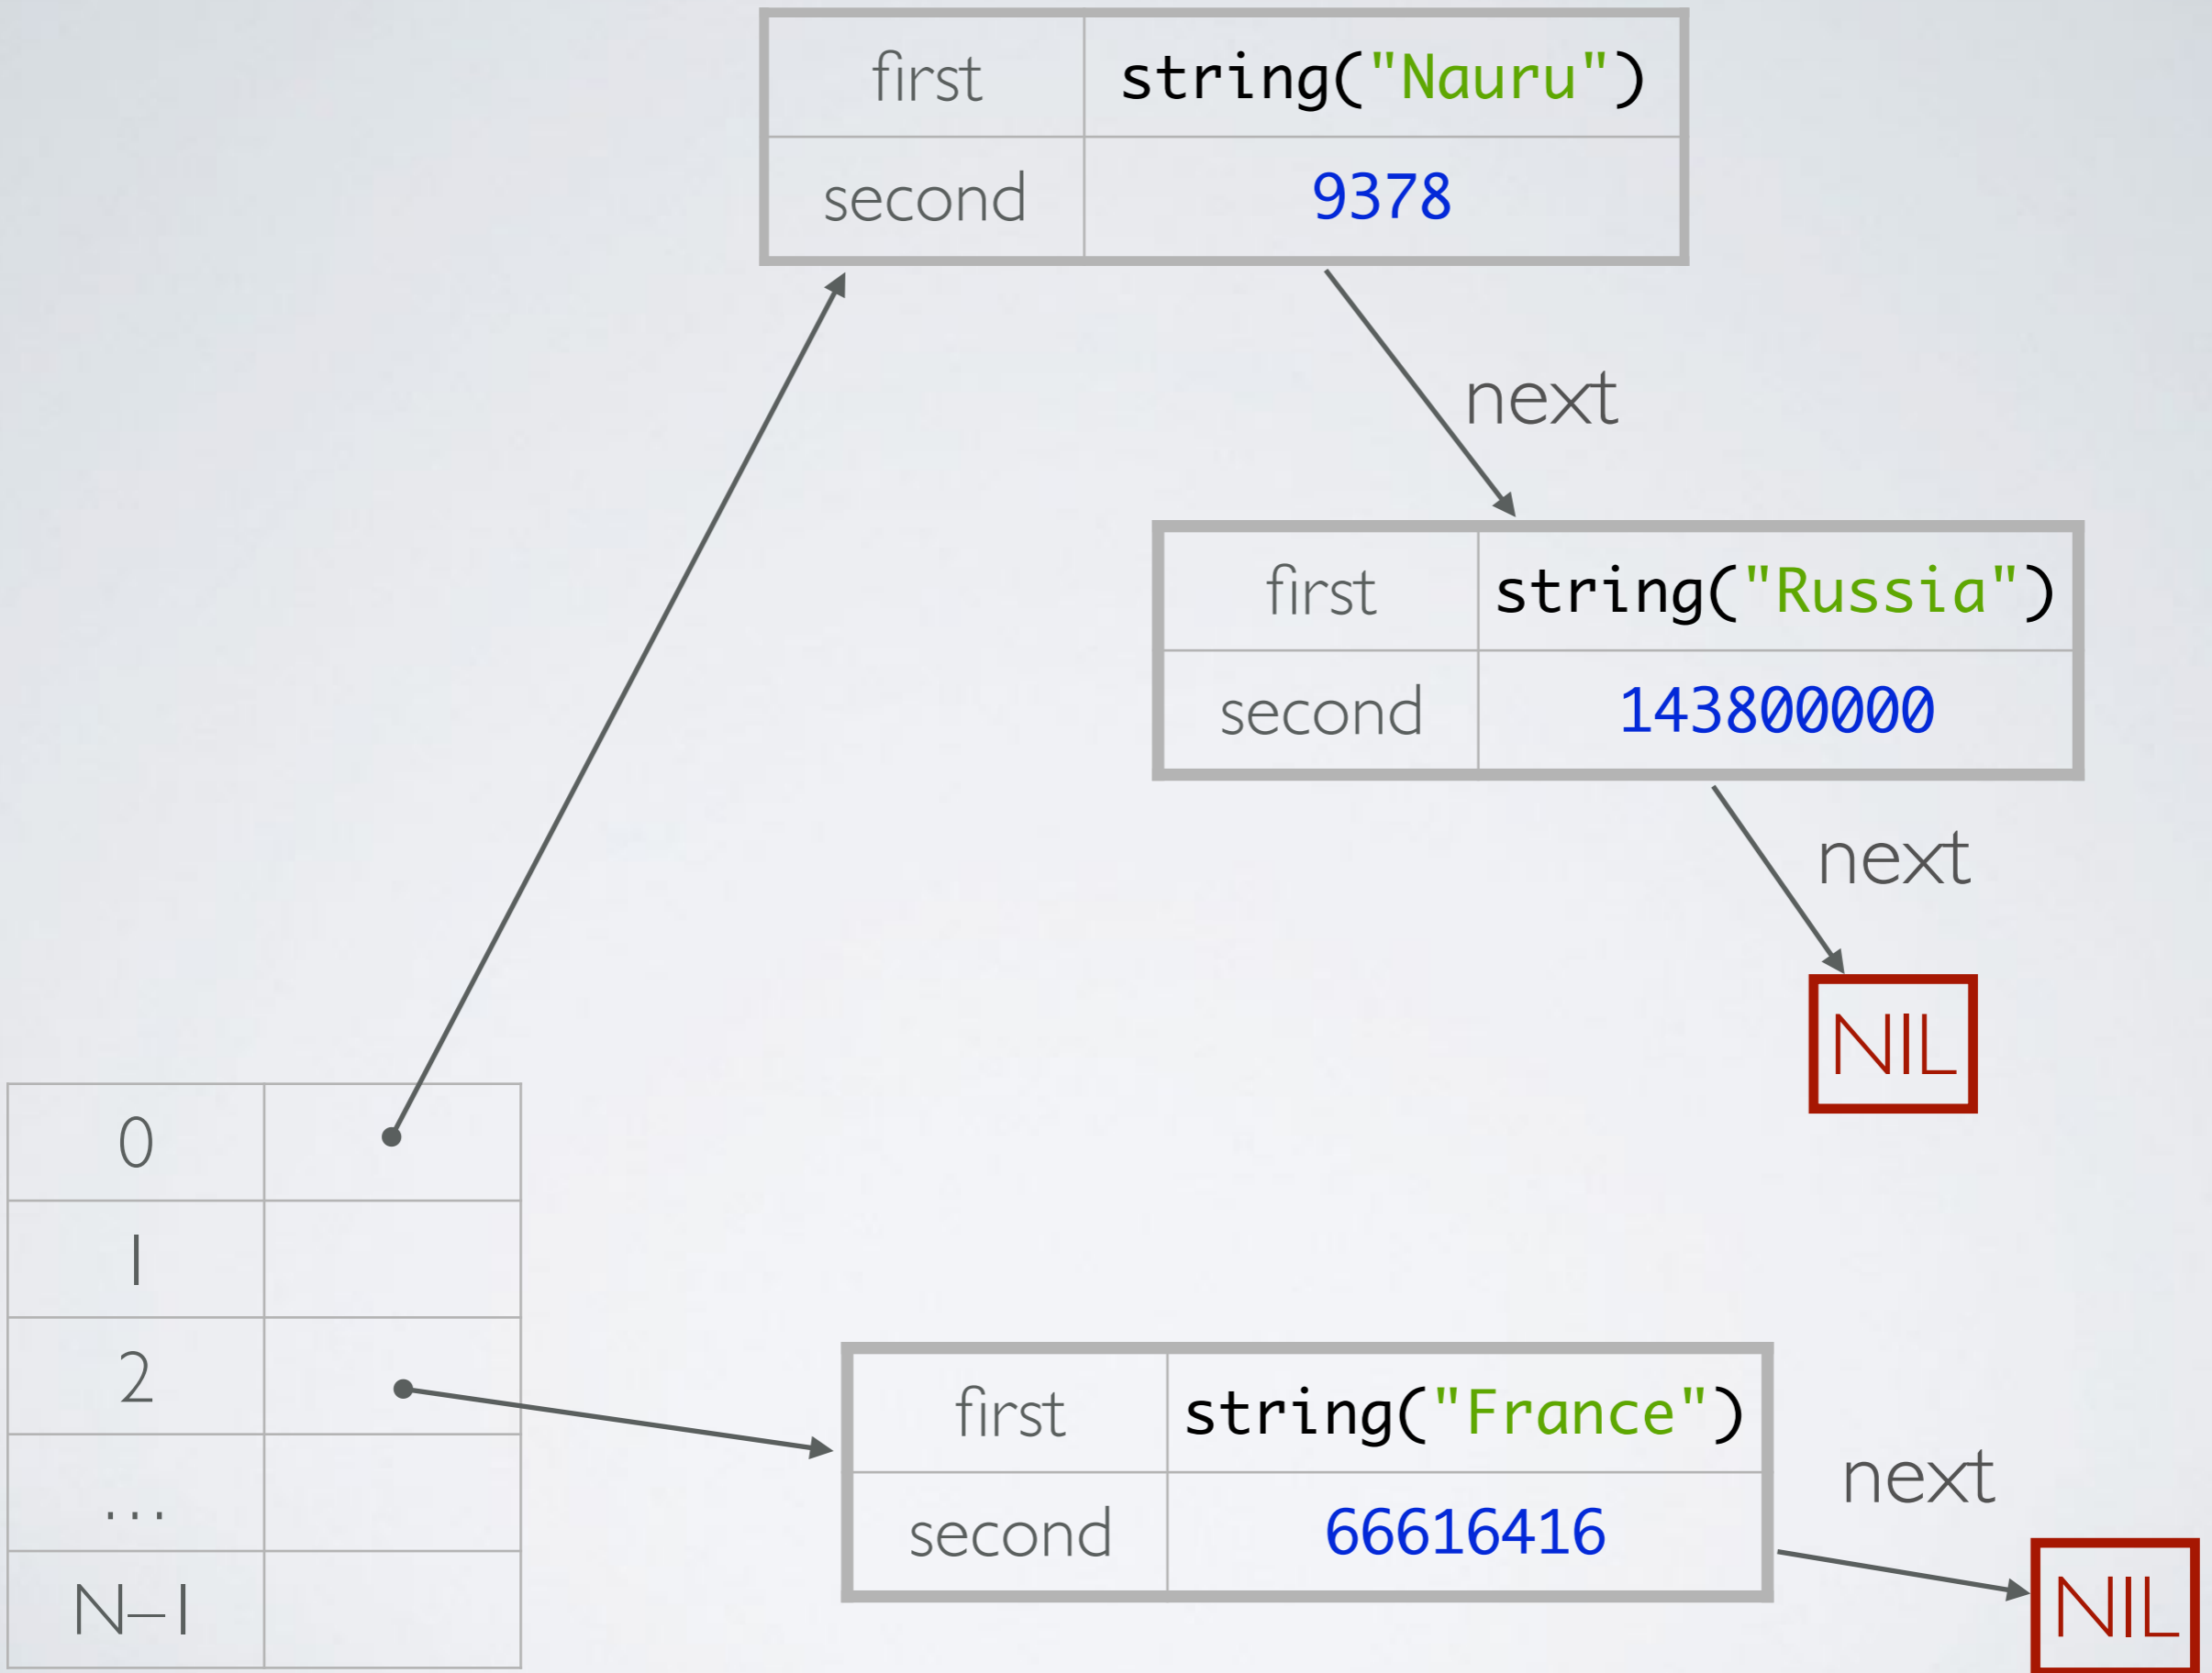 first string("Nauru")
second 9378
next
first string("Russia")
second 143800000
next
NIL
0
1
2
first string("France")
next
…
second 66616416
N–1
NIL